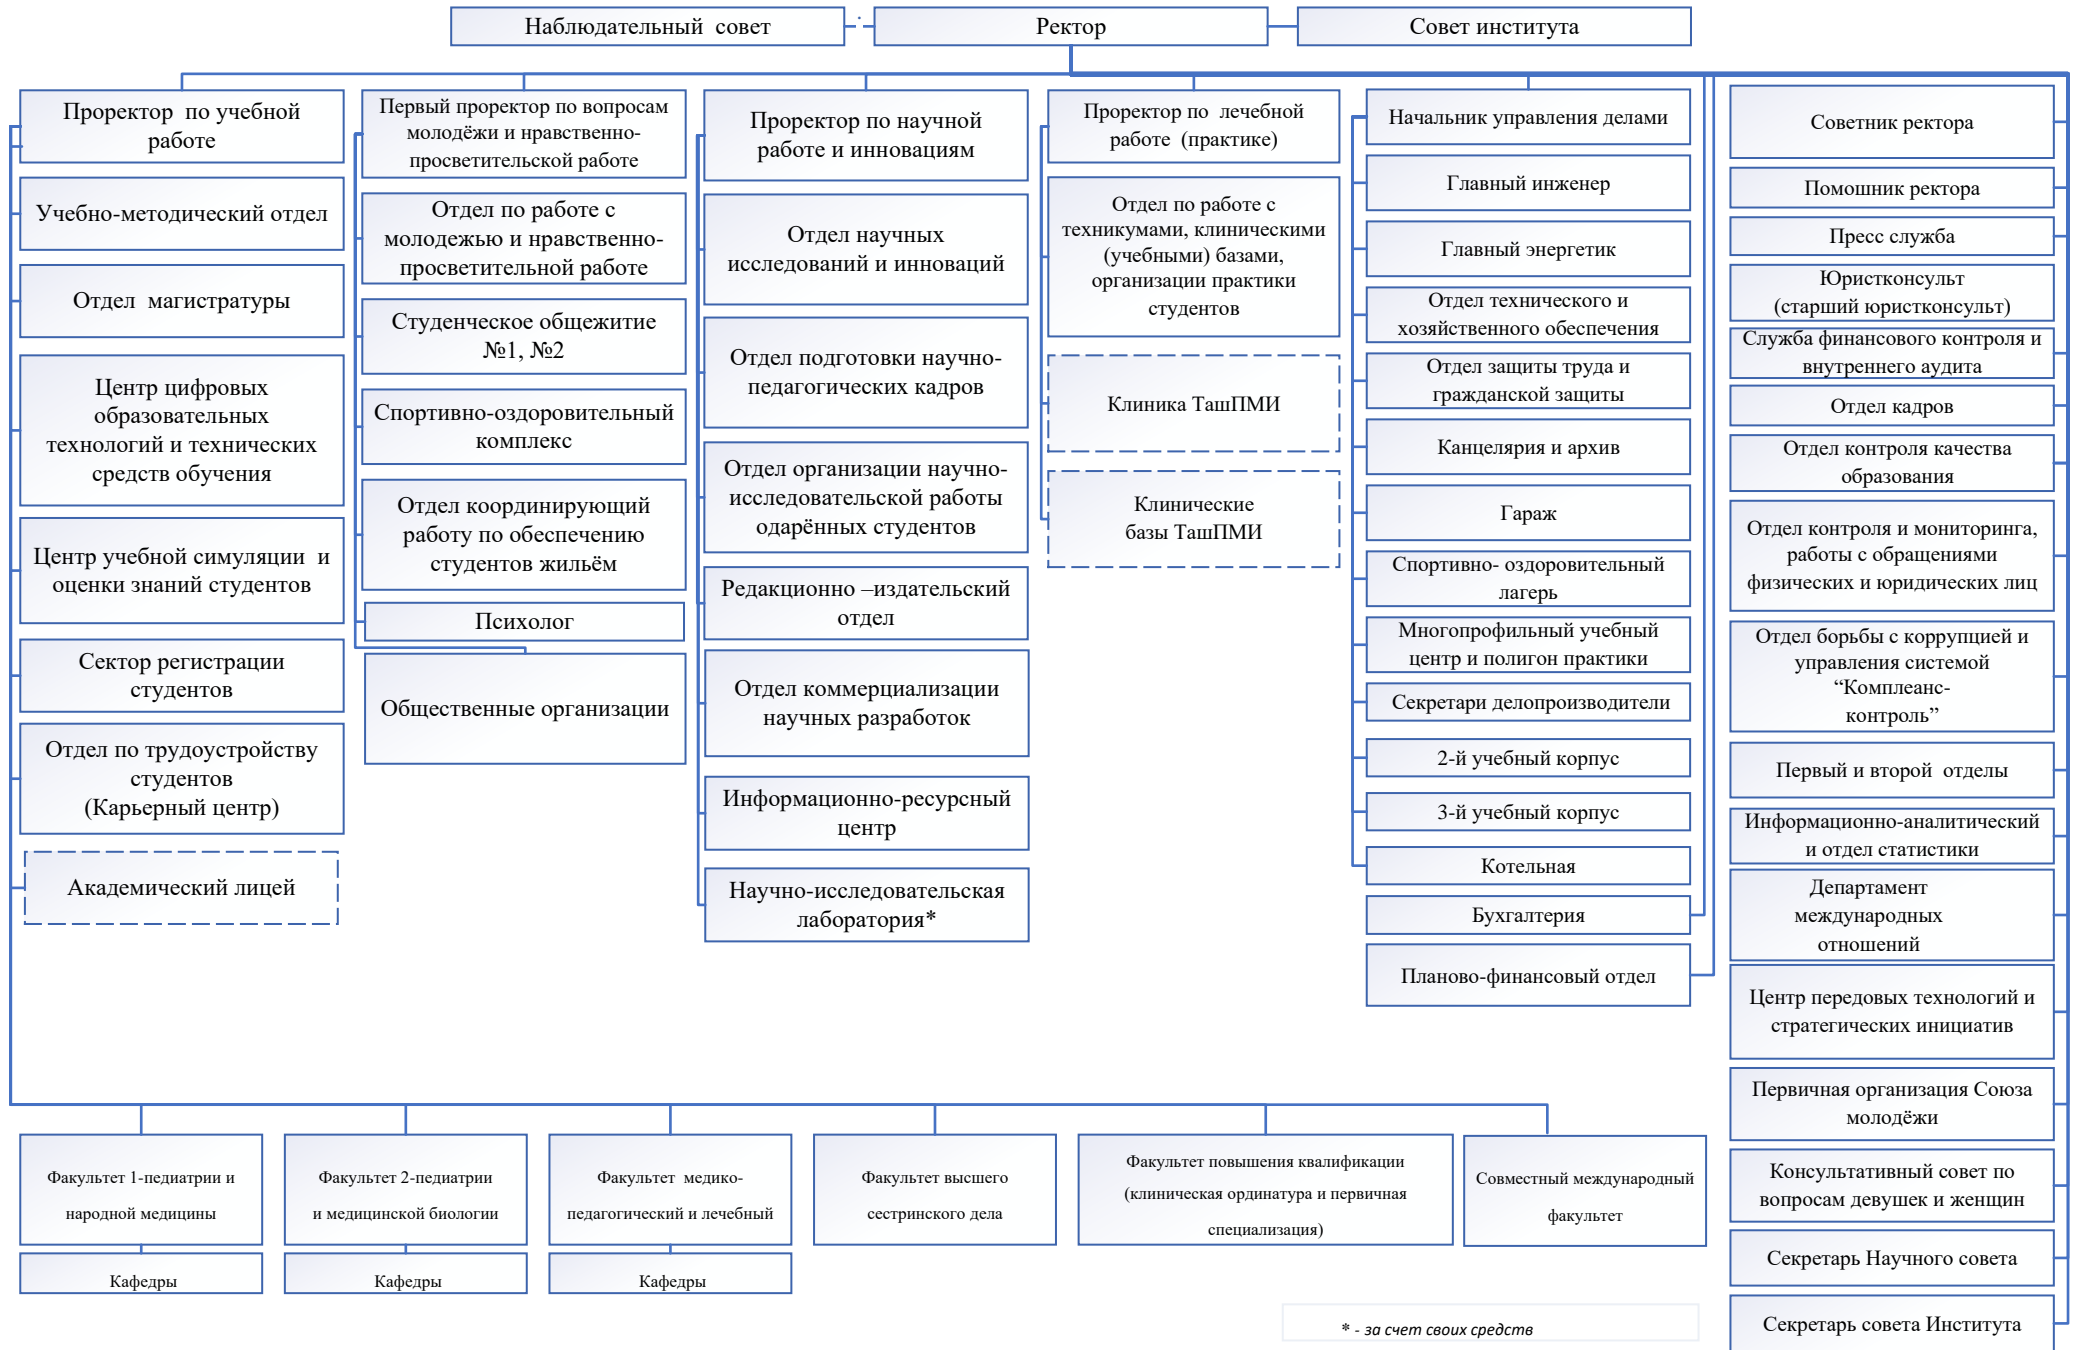 Наблюдательный совет
Ректор
Совет института
Проректор по учебной
работе
Учебно-методический отдел
Отдел магистратуры
Центр цифровых
образовательных
технологий и технических
средств обучения
Центр учебной симуляции и
оценки знаний студентов
Сектор регистрации
студентов
Отдел по трудоустройству
студентов
(Карьерный центр)
Академический лицей
Первый проректор по вопросам
молодёжи и нравственно-
просветительской работе
Отдел по работе с
молодежью и нравственно-
просветительной работе
Студенческое общежитие
№1, №2
Спортивно-оздоровительный
комплекс
Отдел координирующий
работу по обеспечению
студентов жильём
Психолог
Общественные организации
Проректор по научной
работе и инновациям
Отдел научных
исследований и инноваций
Отдел подготовки научно-
педагогических кадров
Отдел организации научно-
исследовательской работы
одарённых студентов
Редакционно –издательский
отдел
Отдел коммерциализации
научных разработок
Информационно-ресурсный
центр
Научно-исследовательская
лаборатория*
Проректор по лечебной
работе (практике)
Отдел по работе с
техникумами, клиническими
(учебными) базами,
организации практики
студентов
Клиника ТашПМИ
Клинические
базы ТашПМИ
Начальник управления делами
Главный инженер
Главный энергетик
Отдел технического и
хозяйственного обеспечения
Отдел защиты труда и
гражданской защиты
Канцелярия и архив
Гараж
Спортивно- оздоровительный
лагерь
Многопрофильный учебный
центр и полигон практики
Секретари делопроизводители
2-й учебный корпус
3-й учебный корпус
Котельная
Бухгалтерия
Планово-финансовый отдел
Советник ректора
Помошник ректора
Пресс служба
Юристконсульт
(старший юристконсульт)
Служба финансового контроля и
внутреннего аудита
Отдел кадров
Отдел контроля качества
образования
Отдел контроля и мониторинга,
работы с обращениями
физических и юридических лиц
Отдел борьбы с коррупцией и
управления системой
“Комплеанс-
контроль”
Первый и второй отделы
Информационно-аналитический
и отдел статистики
Департамент
международных
отношений
Центр передовых технологий и
стратегических инициатив
Первичная организация Союза
молодёжи
Консультативный совет по
вопросам девушек и женщин
Секретарь Научного совета
Секретарь совета Института
Факультет 1-педиатрии и
народной медицины
Кафедры
Факультет 2-педиатрии
и медицинской биологии
Кафедры
Факультет медико-
педагогический и лечебный
Кафедры
Факультет высшего
сестринского дела
Факультет повышения квалификации
(клиническая ординатура и первичная
специализация)
Совместный международный
факультет
* - за счет своих средств